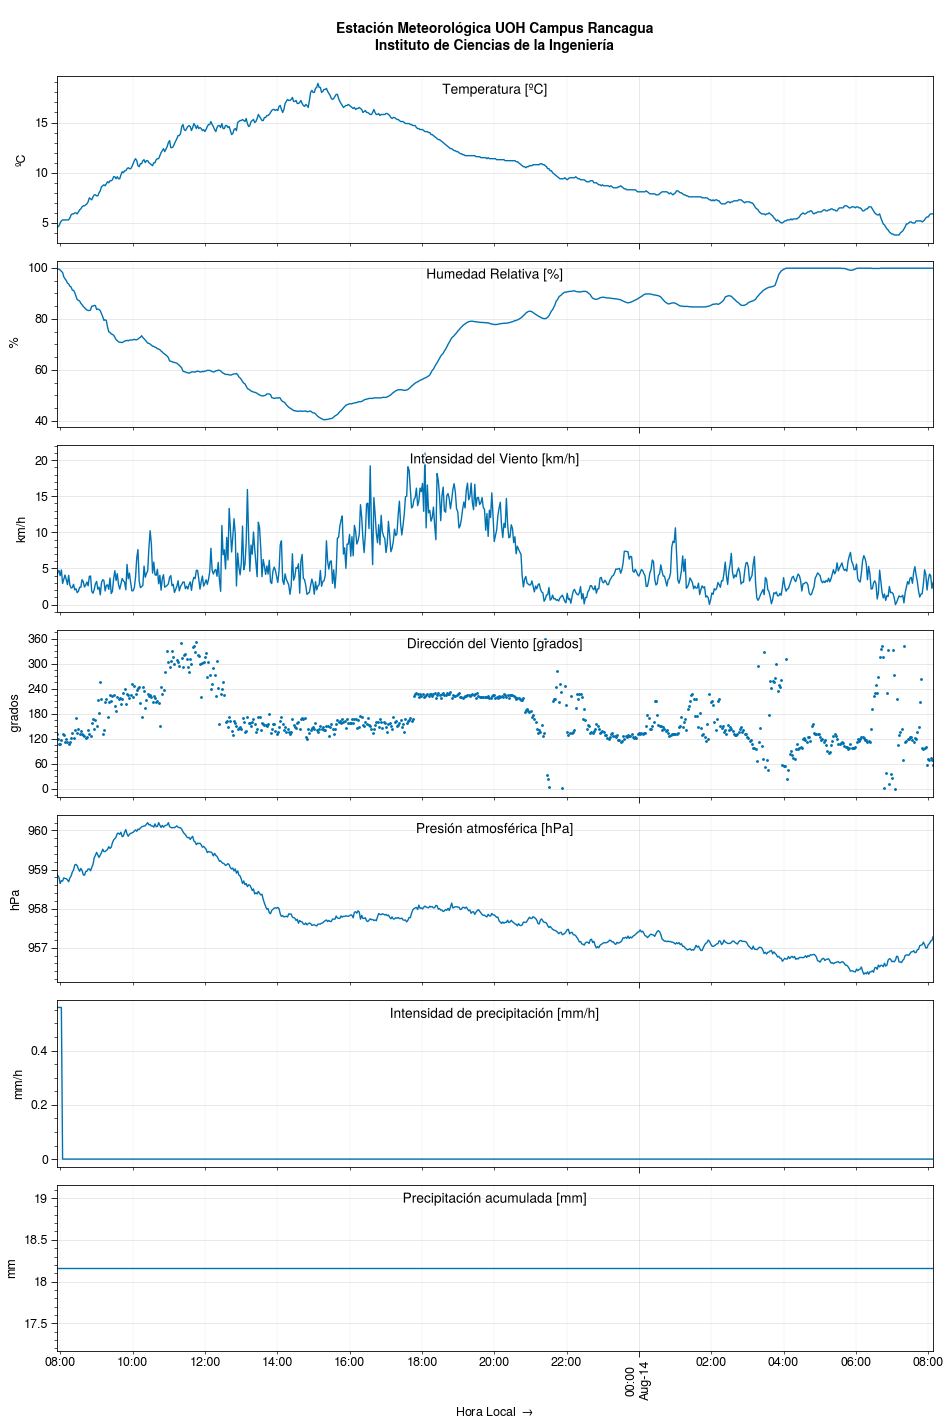 Estación Meteorológica UOH Campus Rancagua
Instituto de Ciencias de la Ingeniería
Temperatura [ºC]
ºC
15
10
5
Humedad Relativa [%]
%
100
80
60
40
Intensidad del Viento [km/h]
km/h
20
15
10
5
0
Dirección del Viento [grados]
grados
360
300
240
180
120
60
0
Presión atmosférica [hPa]
hPa
960
959
958
957
Intensidad de precipitación [mm/h]
mm/h
0.4
0.2
0
Precipitación acumulada [mm]
mm
19
18.5
18
17.5
08:00 10:00 12:00 14:00 16:00 18:00 20:00 22:00 00:00 02:00 04:00 06:00 08:00
Aug-14
Hora Local →